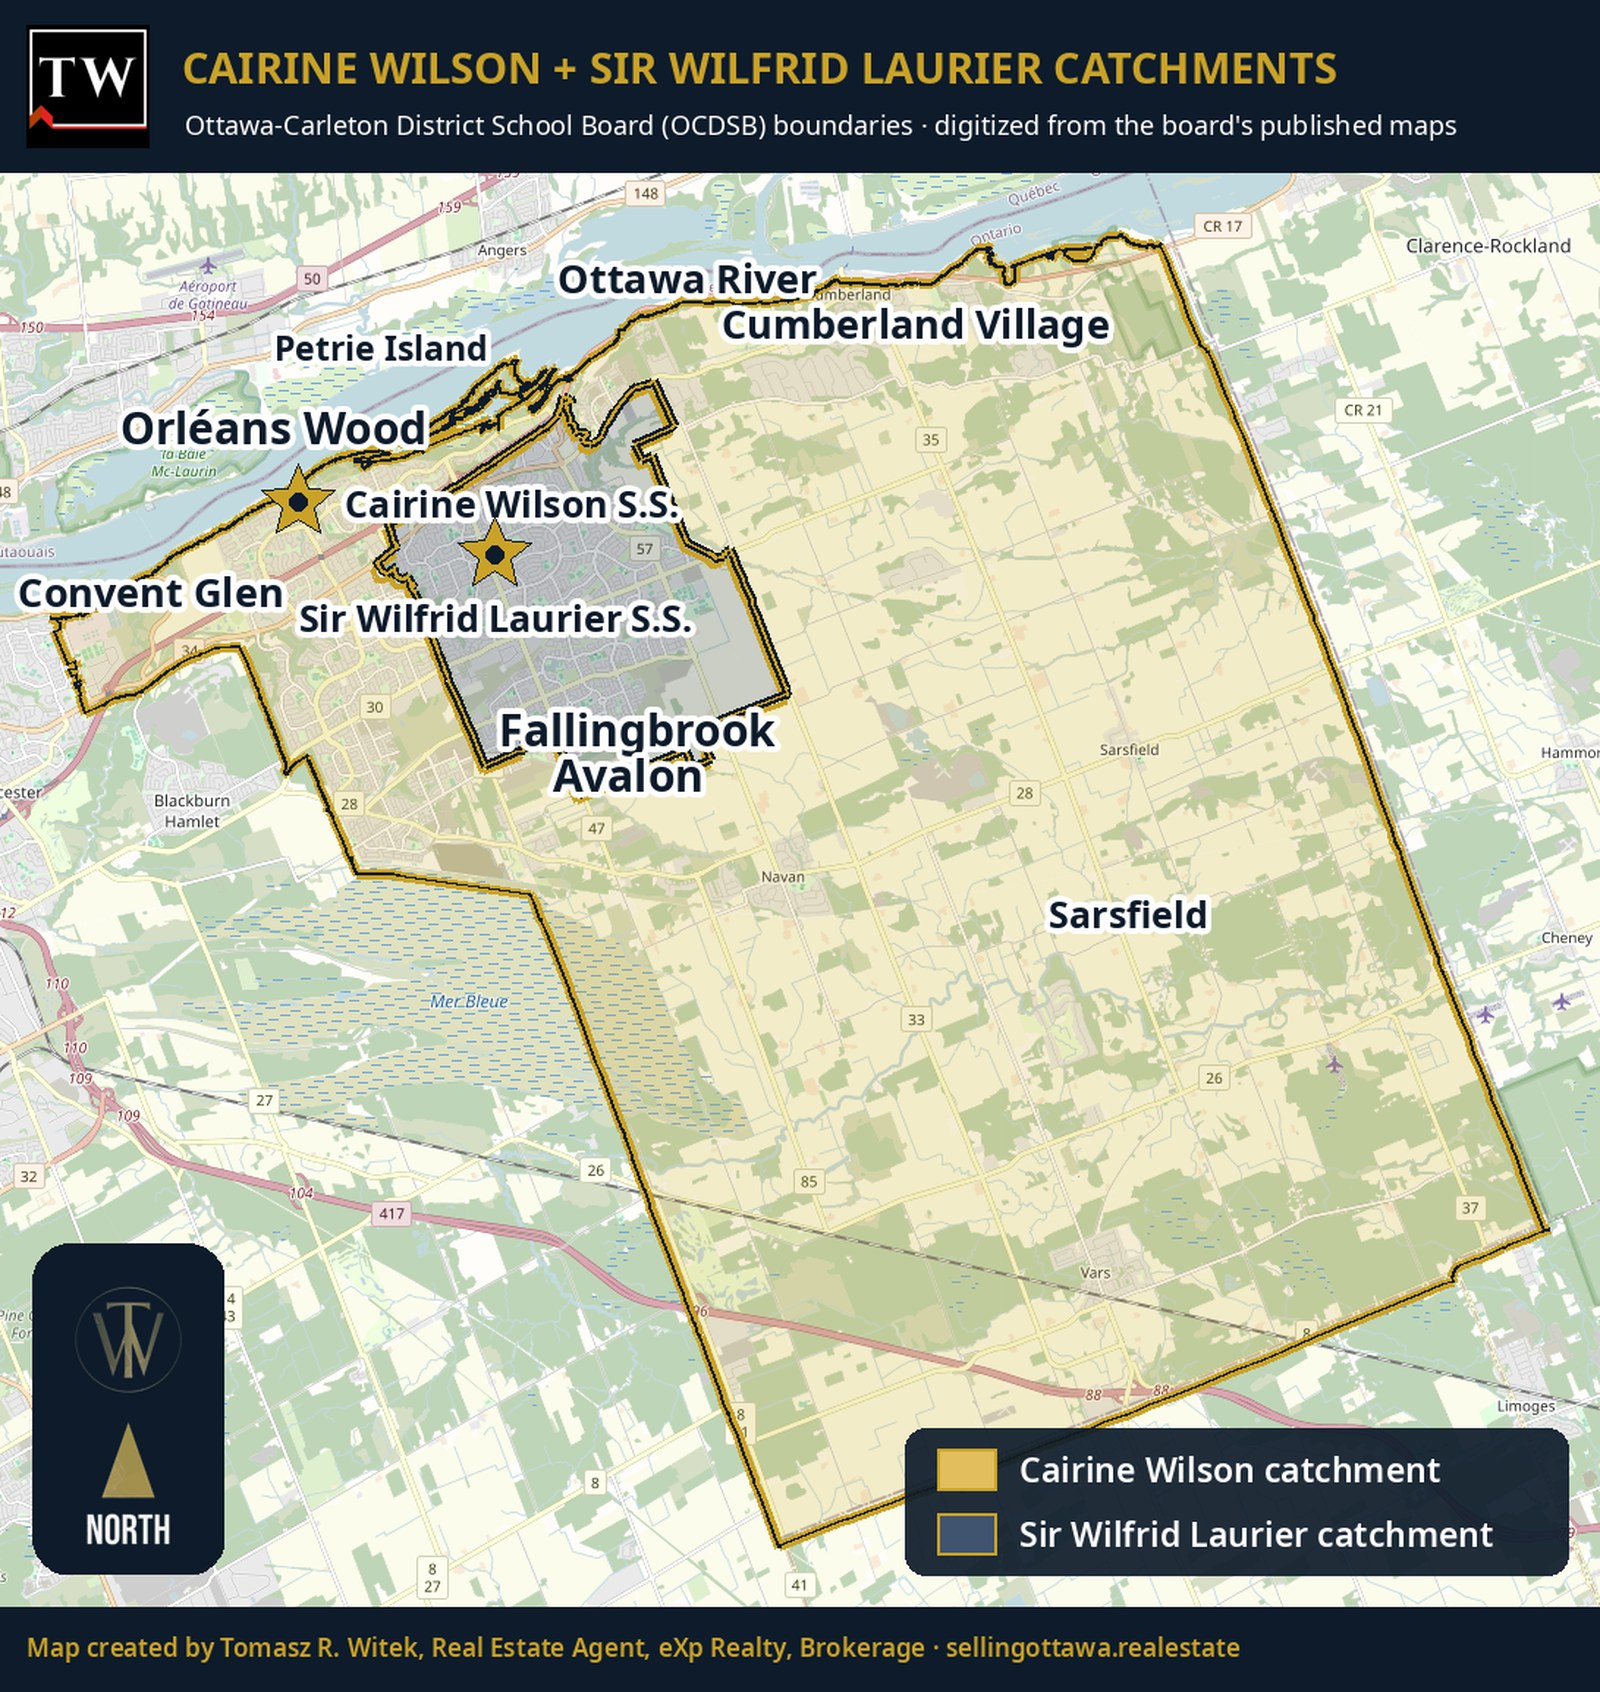 TW
CAIRINE WILSON + SIR WILFRID LAURIER CATCHMENTS
Ottawa-Carleton District School Board (OCDSB) boundaries · digitized from the board's published maps
159
148
Québec
Ontario
CR 17
Clarence-Rockland
Angers
50
Aéroport
de Gatineau
154
150
Ottawa River
Cumberland Village
Petrie Island
CR 21
35
Orléans Wood
la Baie
Mc-Laurin
48
Cairine Wilson S.S.
57
Convent Glen
Sir Wilfrid Laurier S.S.
34
30
Fallingbrook
Avalon
Sarsfield
28
Blackburn
Hamlet
28
47
Navan
Sarsfield
12
Cheney
110
Mer Bleue
33
110
109
109
27
26
26
32
104
417
85
37
Vars
96
8
88
88
Limoges
8
8
27
41
NORTH
Cairine Wilson catchment
Sir Wilfrid Laurier catchment
Map created by Tomasz R. Witek, Real Estate Agent, eXp Realty, Brokerage · sellingottawa.realestate